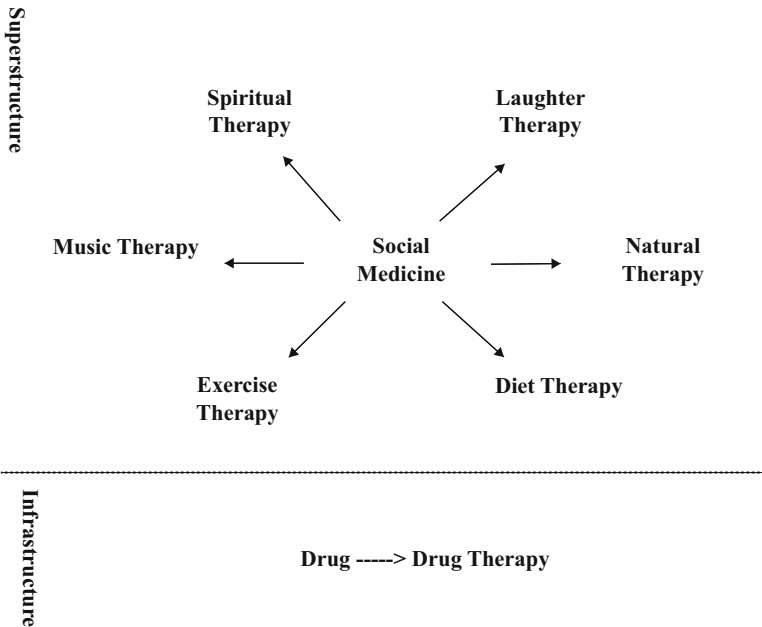 Superstructure
Spiritual
Therapy
Laughter
Therapy
Music Therapy
Social
Medicine
Natural
Therapy
Exercise
Therapy
Diet Therapy
Infrastructure
Drug -----> Drug Therapy